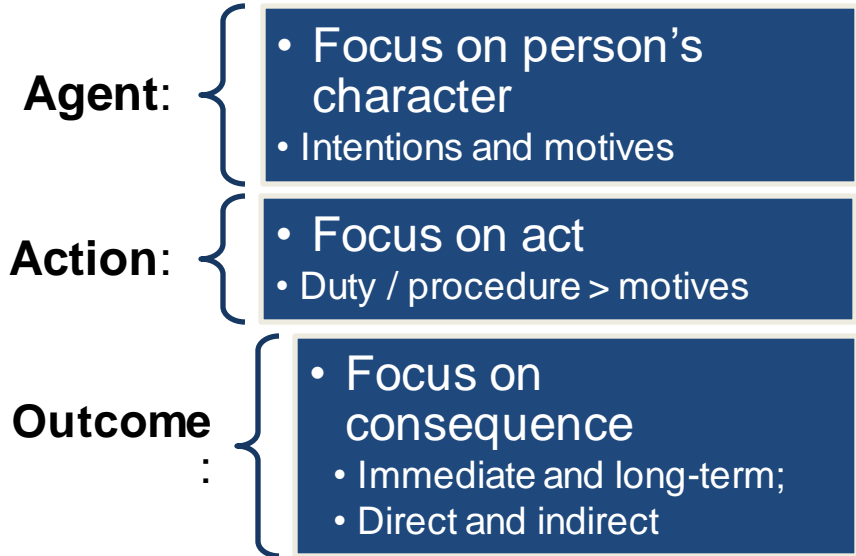 Agent:
• Focus on person’s
character
• Intentions and motives
Action:
• Focus on act
• Duty / procedure > motives
Outcome
:
• Focus on
consequence
• Immediate and long-term;
• Direct and indirect